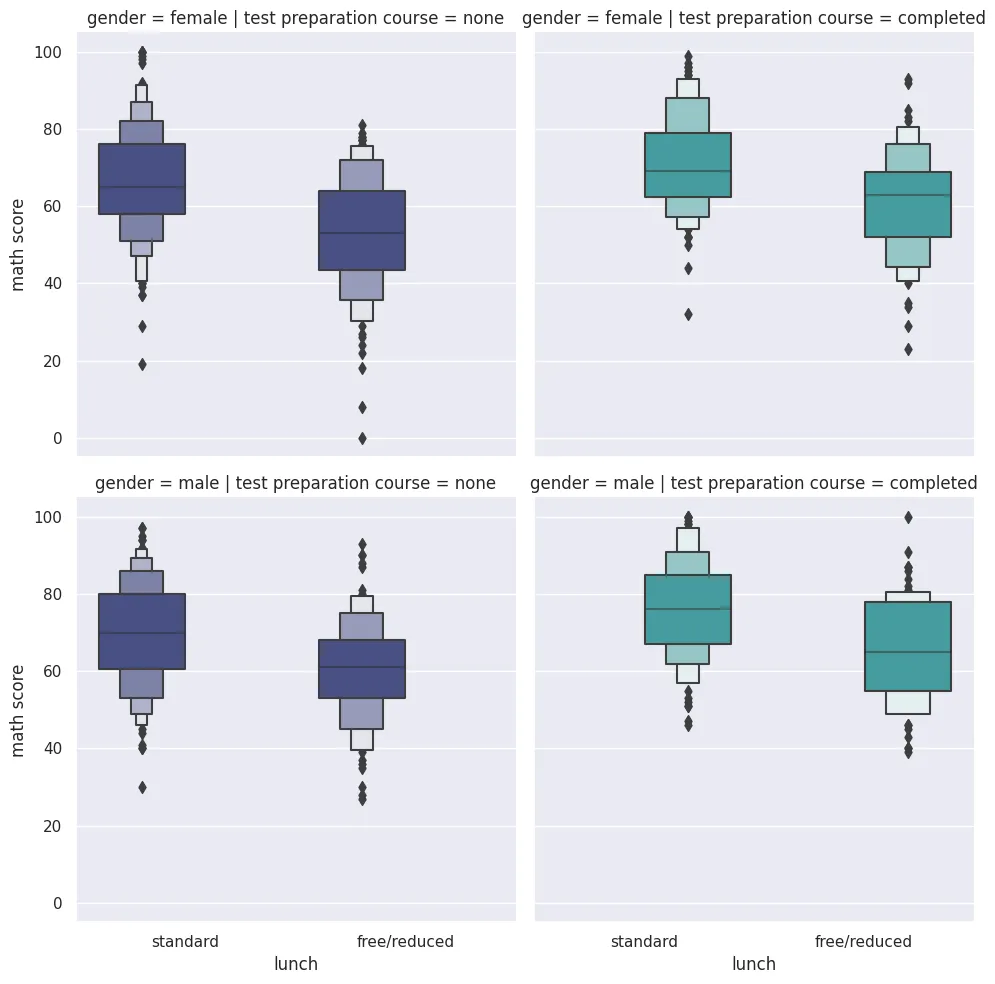 gender = female | test preparation course = none
gender = female | test preparation course = completed
math score
100
80
60
40
20
0
gender = male | test preparation course = none
gender = male | test preparation course = completed
math score
100
80
60
40
20
0
standard
free/reduced
standard
free/reduced
lunch
lunch